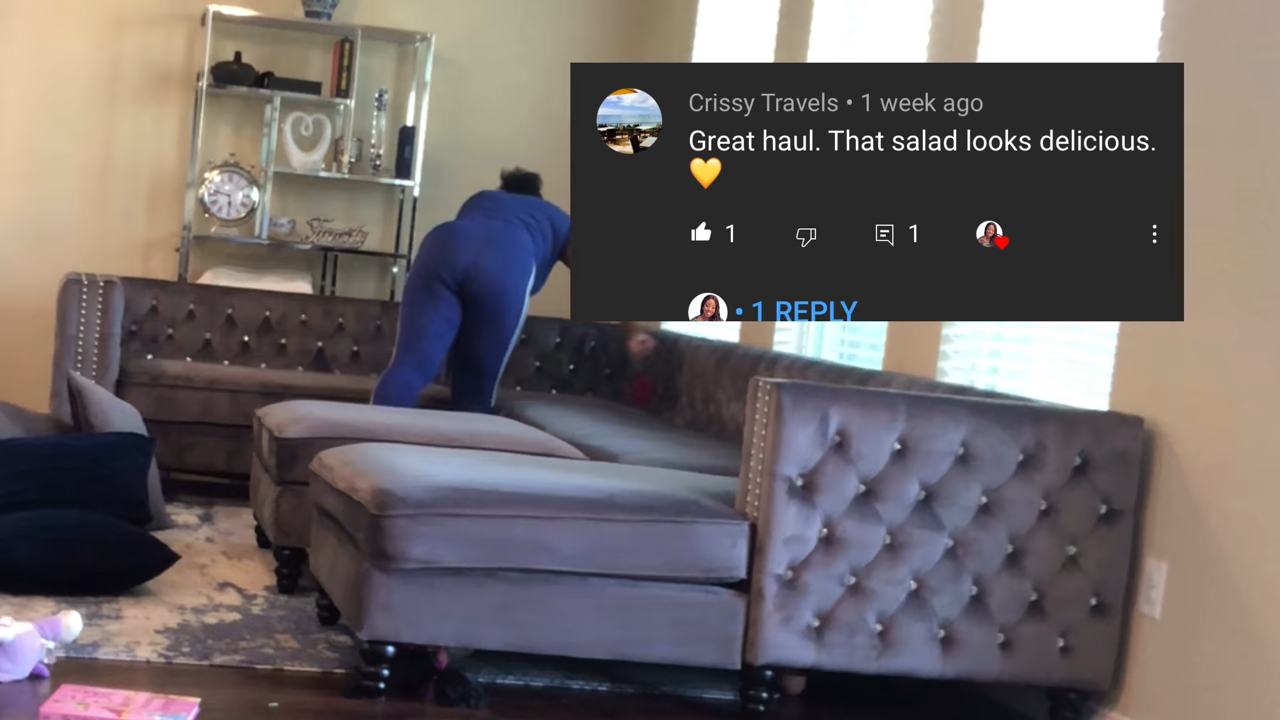 Crissy Travels • 1 week ago
Great haul. That salad looks delicious.
💛
1
1
• 1 REPLY